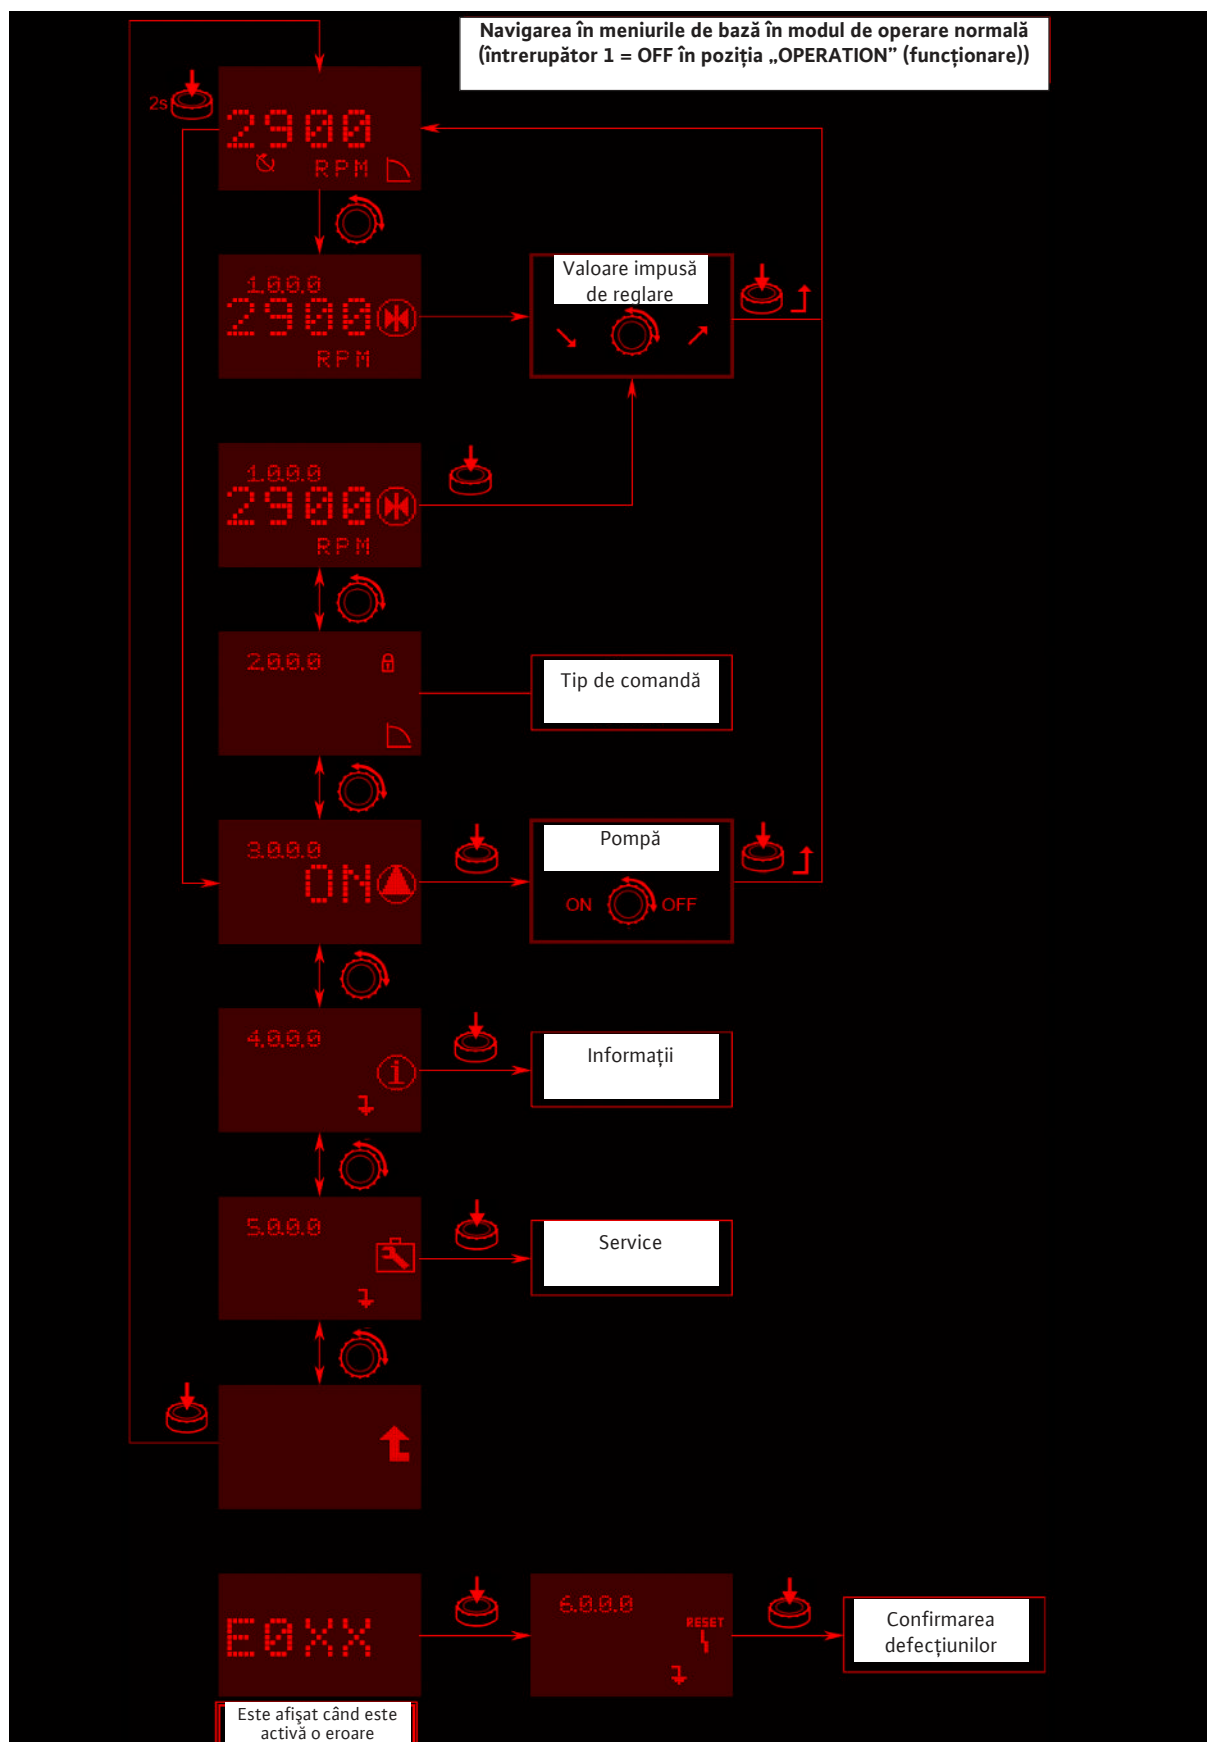 Navigarea în meniurile de bază în modul de operare normală
(întrerupător 1 = OFF în poziția „OPERATION” (funcționare))
2s
2900
RPM
1.0.0.0
2900
RPM
Valoare impusă
de reglare
1.0.0.0
2900
RPM
2.0.0.0
Tip de comandă
3.0.0.0
ON
Pompă
ON OFF
4.0.0.0
i
Informații
5.0.0.0
Service
E0XX
6.0.0.0
RESET
Confirmarea
defecțiunilor
Este afişat când este
activă o eroare